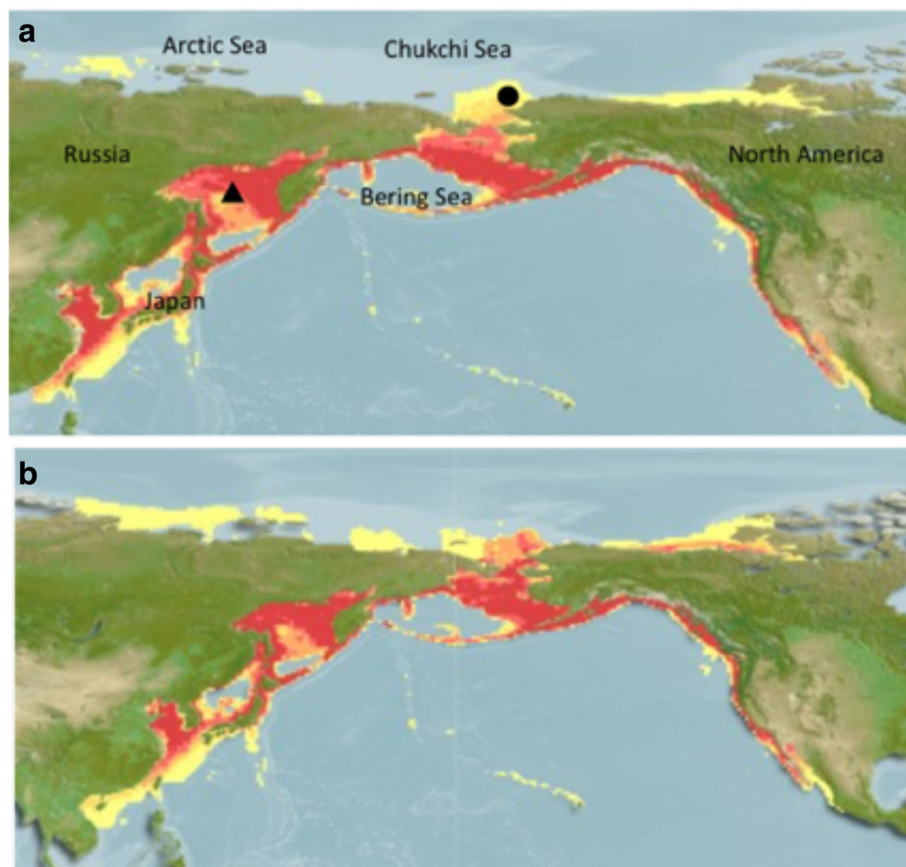 a
Arctic Sea
Chukchi Sea
Russia
North America
Bering Sea
Japan
b